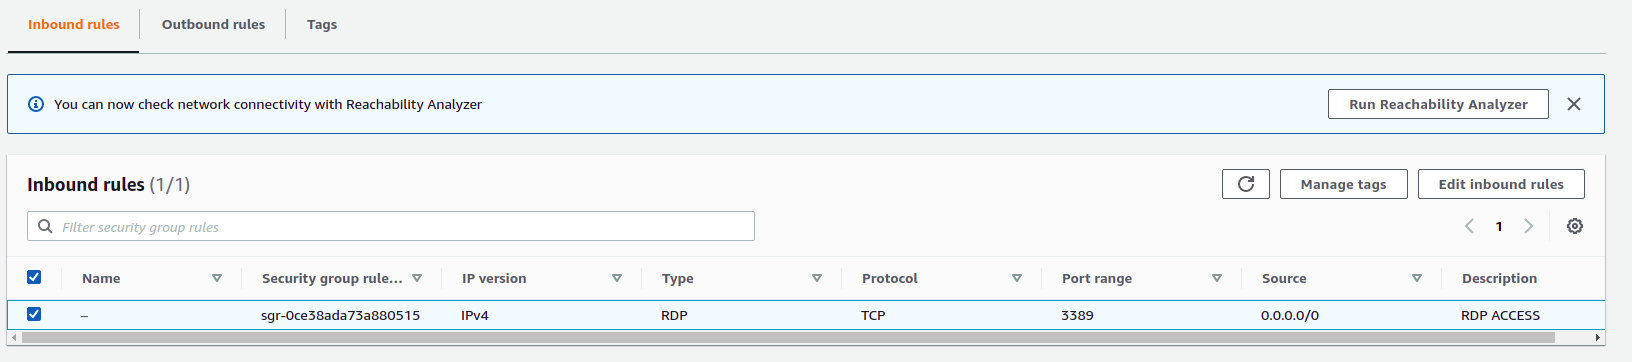 Inbound rules Outbound rules Tags
You can now check network connectivity with Reachability Analyzer Run Reachability Analyzer
Inbound rules (1/1) Manage tags Edit inbound rules
Filter security group rules 1
Name Security group rule... IP version Type Protocol Port range Source Description
– sgr-0ce38ada73a880515 IPv4 RDP TCP 3389 0.0.0.0/0 RDP ACCESS